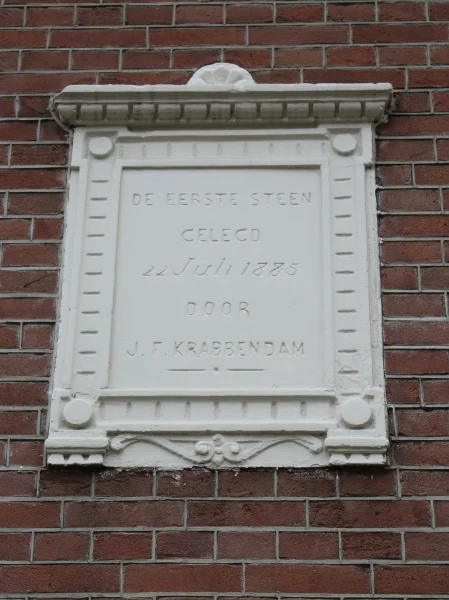 DE EERSTE STEEN
GELEGD
22 Juli 1885
DOOR
J. F. KRABBENDAM